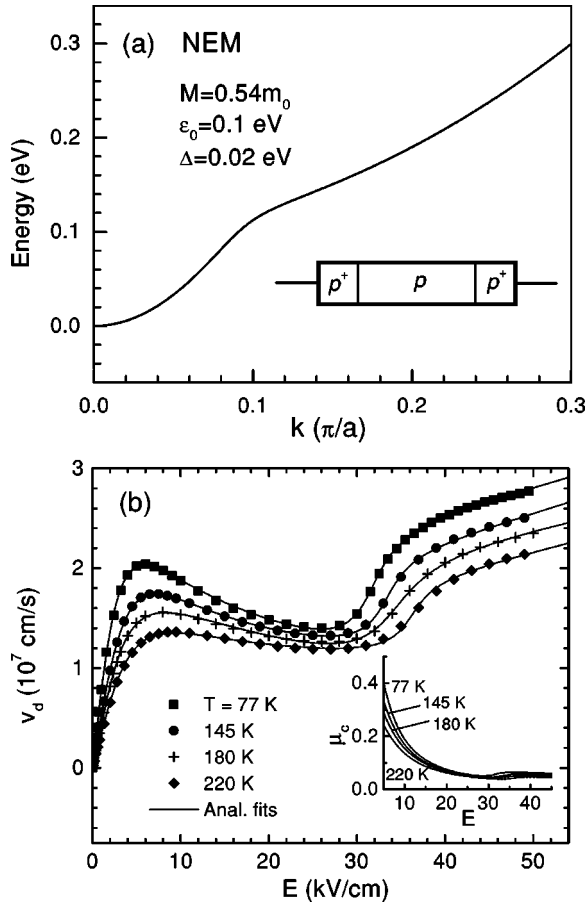 (a) NEM
M=0.54m₀
ε₀=0.1 eV
Δ=0.02 eV
Energy (eV)
0.3
0.2
0.1
0.0
p⁺ p p⁺
0.0 0.1 0.2 0.3
k (π/a)
(b)
v_d (10⁷ cm/s)
3
2
1
0
T = 77 K
145 K
180 K
220 K
Anal. fits
μ_c
0.4
0.2
0.0
77 K
145 K
180 K
220 K
10 20 30 40
E
0 10 20 30 40 50
E (kV/cm)